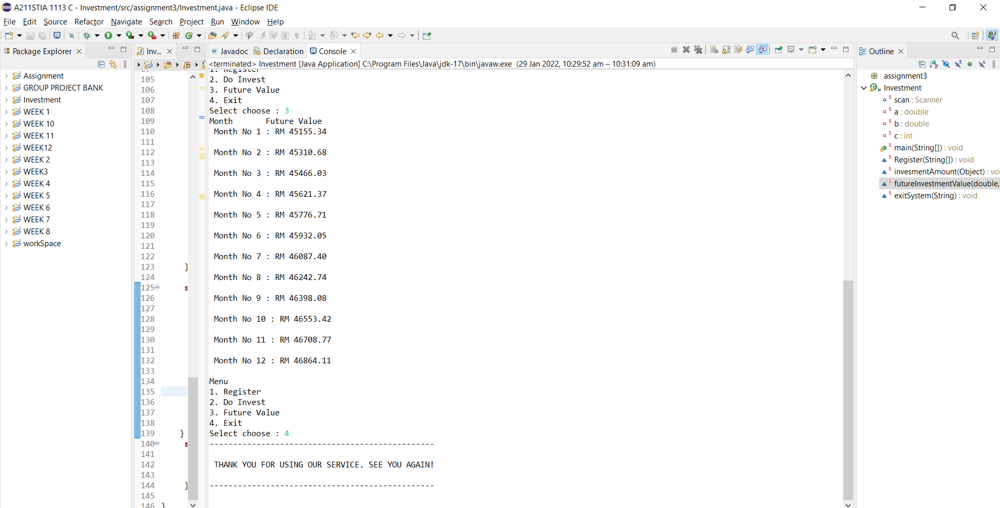 A211STIA 1113 C - Investment/src/assignment3/Investment.java - Eclipse IDE
File Edit Source Refactor Navigate Search Project Run Window Help
Package Explorer
Assignment
GROUP PROJECT BANK
Investment
WEEK 1
WEEK 10
WEEK 11
WEEK12
WEEK 2
WEEK3
WEEK 4
WEEK 5
WEEK 6
WEEK 7
WEEK 8
workSpace
Inv...
105
106
107
108
109
110
111
112
113
114
115
116
117
118
119
120
121
122
123 }
124
125 s
126
127
128
129
130
131
132
133
134
135
136
137
138
139 }
140 s
141
142
143
144 }
145
146 }
@ Javadoc Declaration Console
<terminated> Investment [Java Application] C:\Program Files\Java\jdk-17\bin\javaw.exe (29 Jan 2022, 10:29:52 am – 10:31:09 am)
1. Register
2. Do Invest
3. Future Value
4. Exit
Select choose : 3
Month Future Value
Month No 1 : RM 45155.34
Month No 2 : RM 45310.68
Month No 3 : RM 45466.03
Month No 4 : RM 45621.37
Month No 5 : RM 45776.71
Month No 6 : RM 45932.05
Month No 7 : RM 46087.40
Month No 8 : RM 46242.74
Month No 9 : RM 46398.08
Month No 10 : RM 46553.42
Month No 11 : RM 46708.77
Month No 12 : RM 46864.11
Menu
1. Register
2. Do Invest
3. Future Value
4. Exit
Select choose : 4
------------------------------------------------
THANK YOU FOR USING OUR SERVICE. SEE YOU AGAIN!
------------------------------------------------
Outline
assignment3
Investment
scan : Scanner
a : double
b : double
c : int
main(String[]) : void
Register(String[]) : void
invesmentAmount(Object) : voi
futureInvestmentValue(double,
exitSystem(String) : void